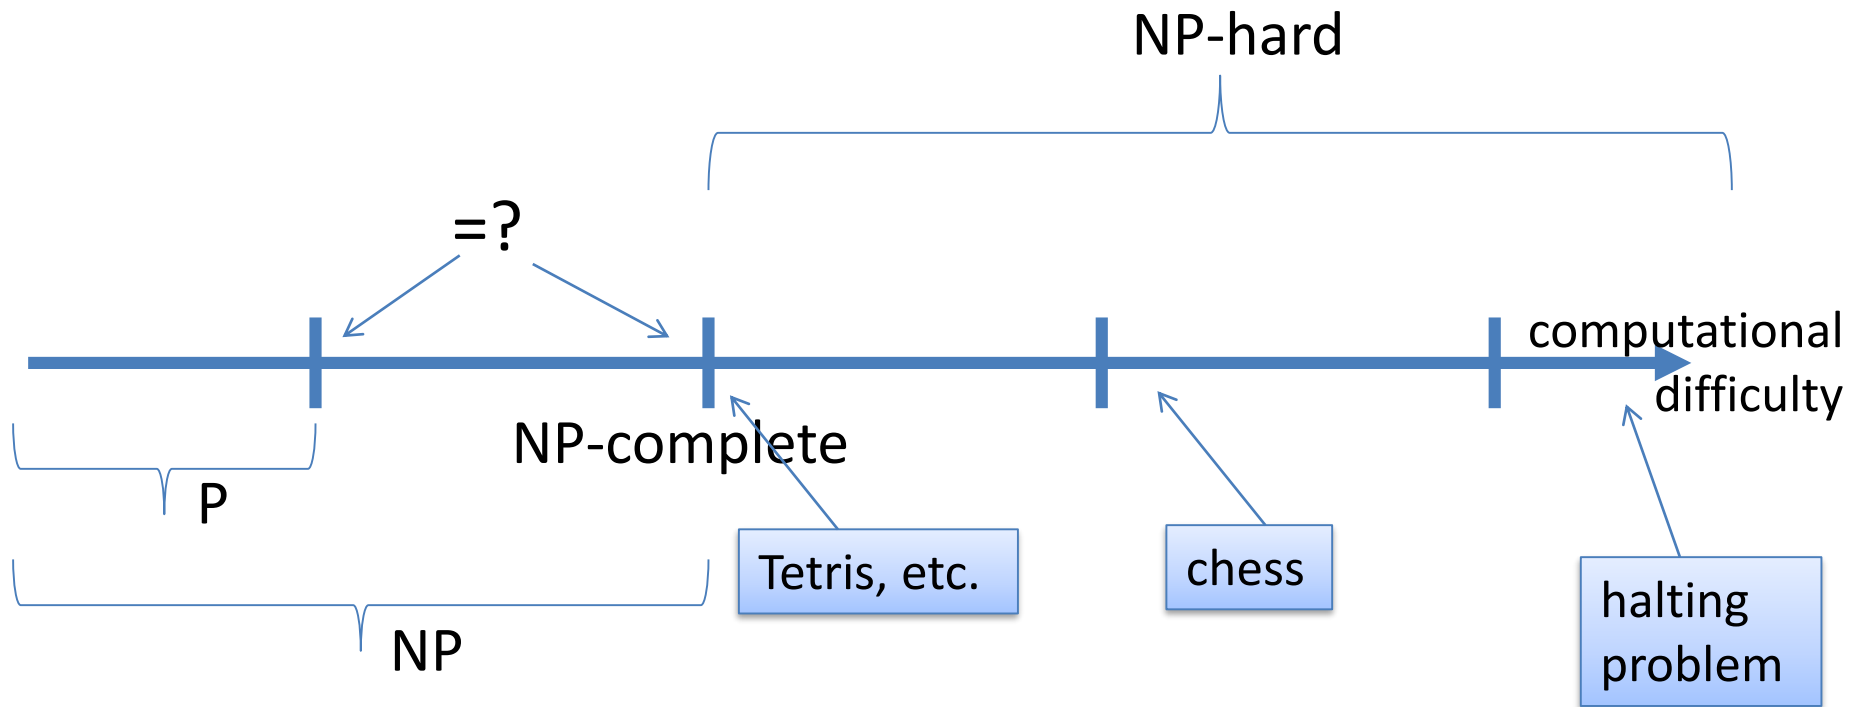 NP-hard
=?
computational
difficulty
NP-complete
P
Tetris, etc.
chess
halting
problem
NP